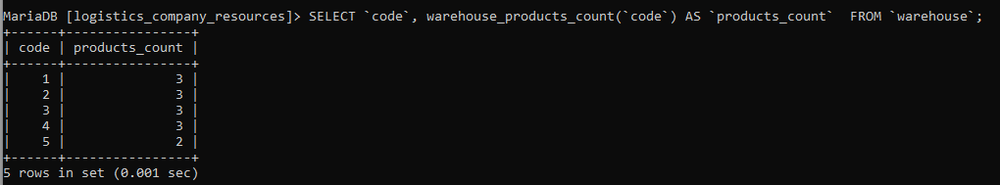 MariaDB [logistics_company_resources]> SELECT `code`, warehouse_products_count(`code`) AS `products_count`  FROM `warehouse`;
+------+----------------+
| code | products_count |
+------+----------------+
|    1 |              3 |
|    2 |              3 |
|    3 |              3 |
|    4 |              3 |
|    5 |              2 |
+------+----------------+
5 rows in set (0.001 sec)